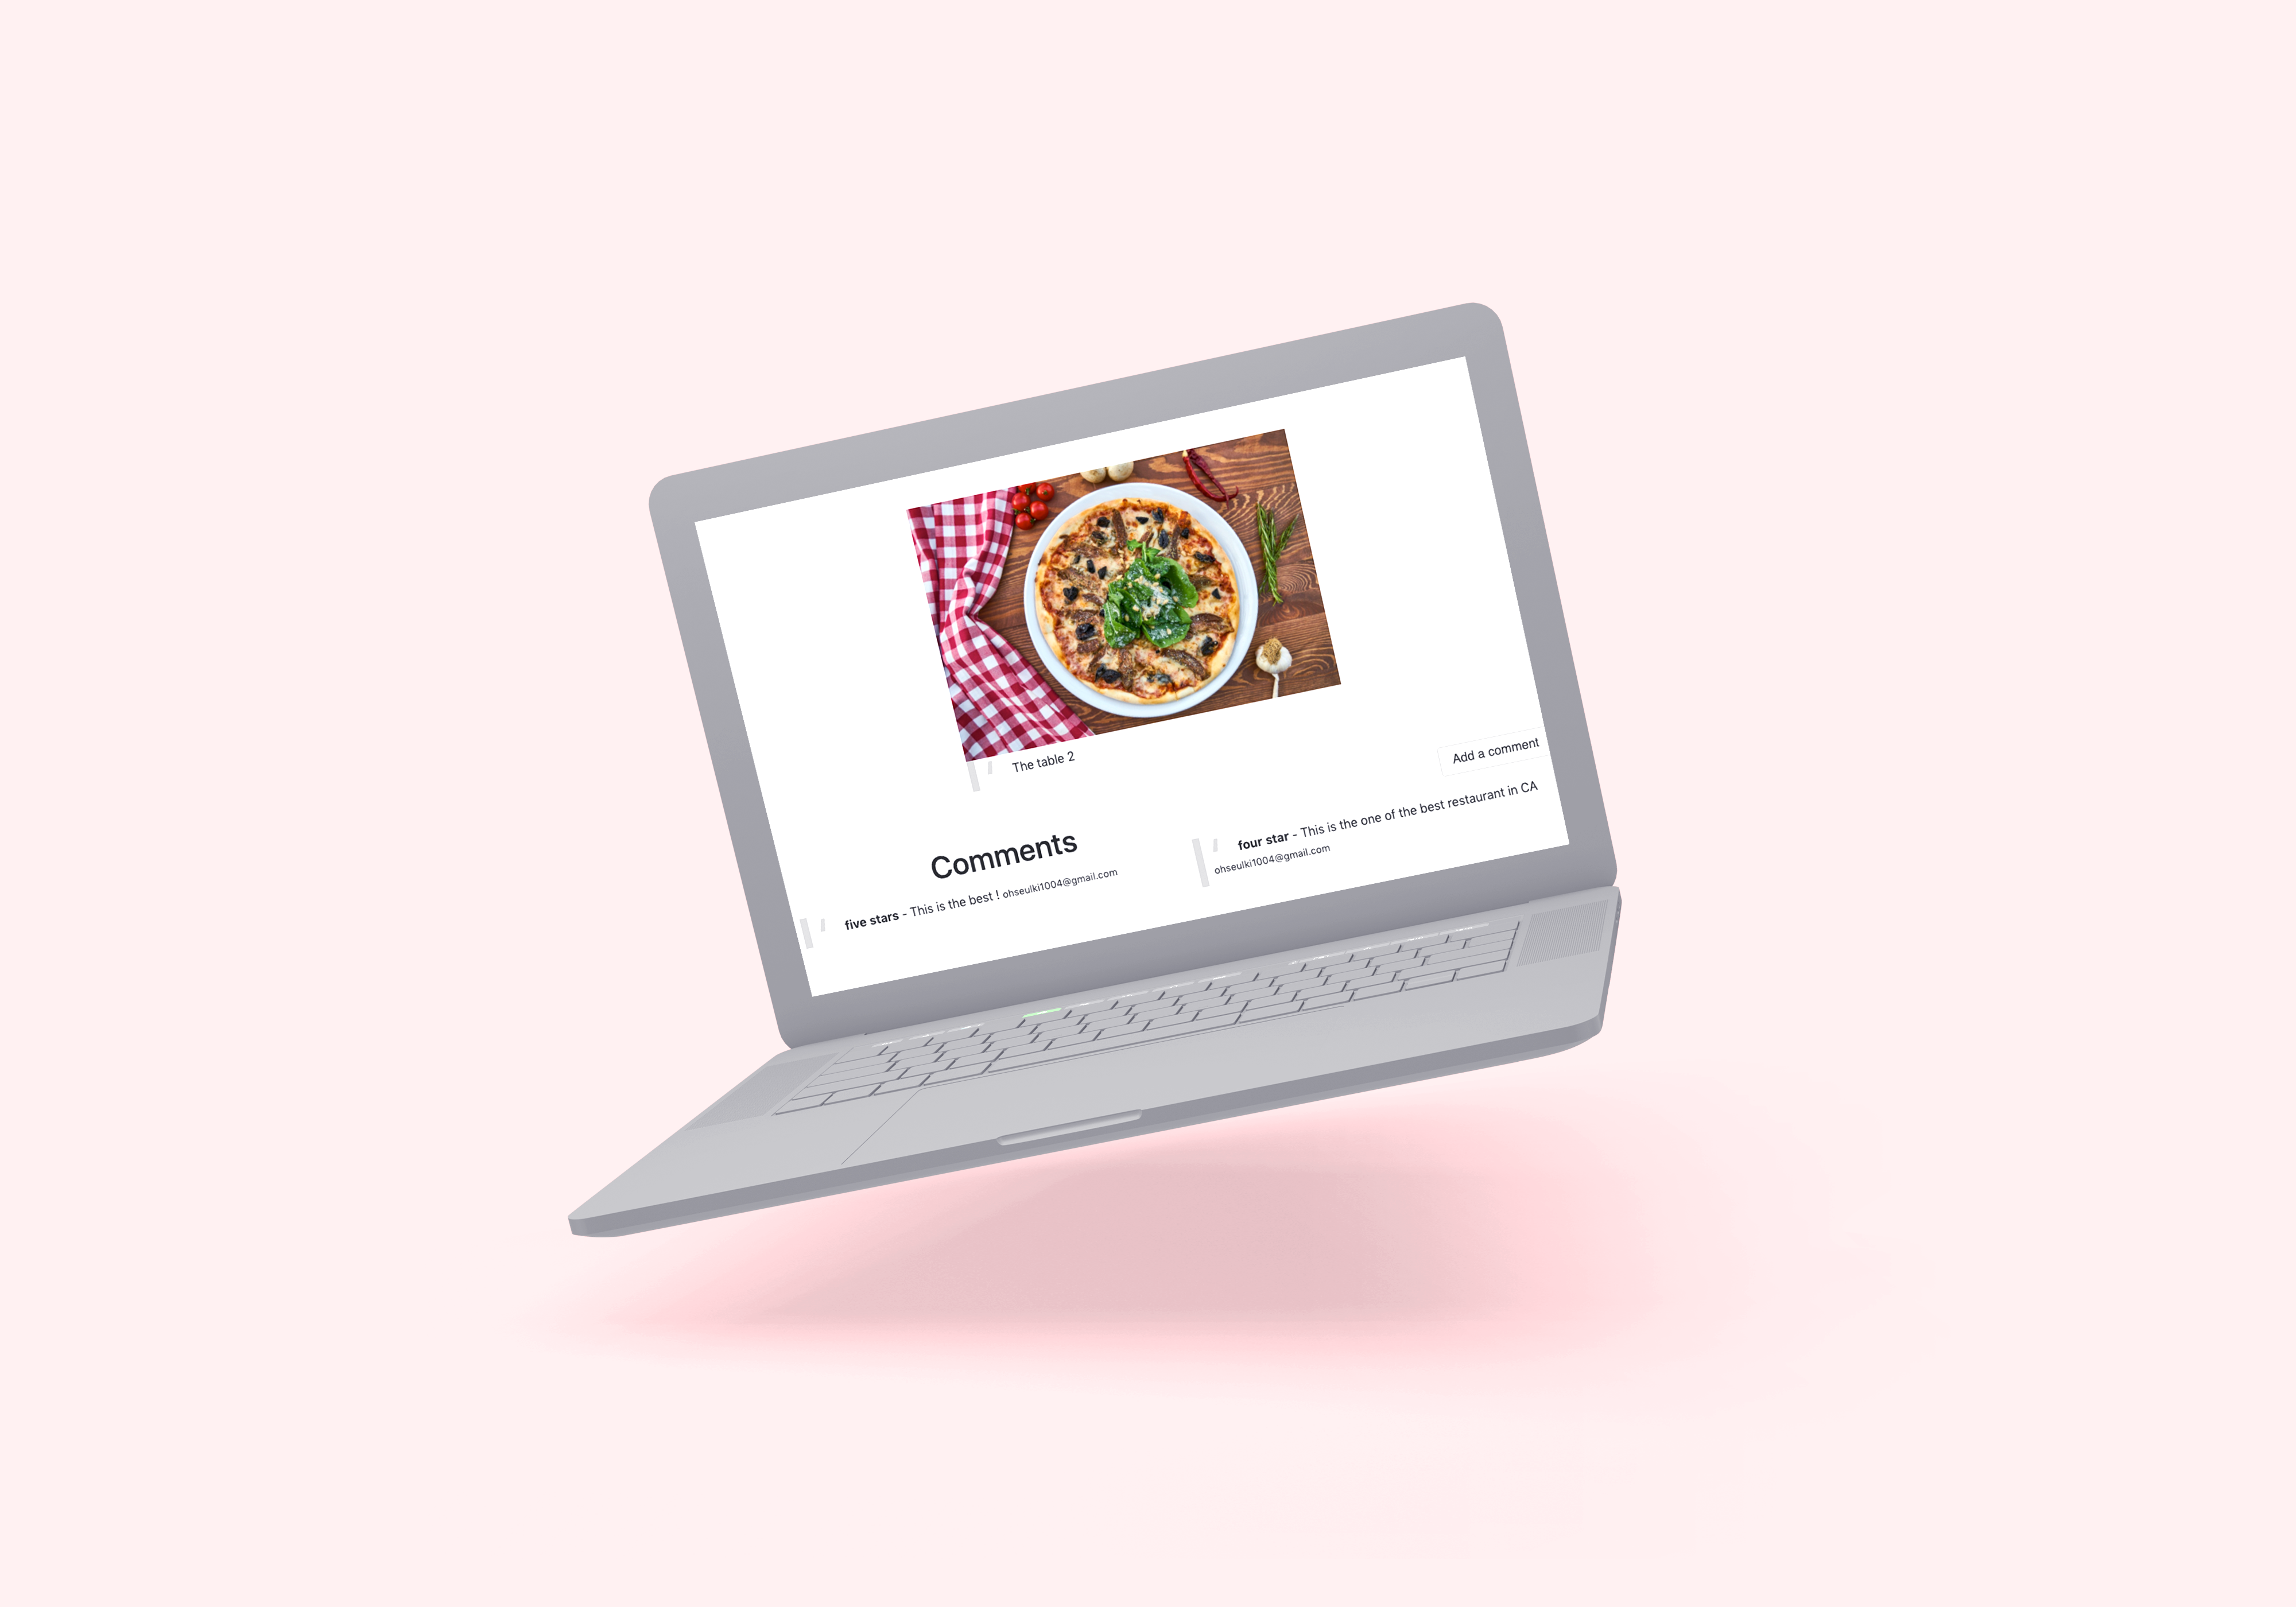 The table 2
Add a comment
Comments
five stars - This is the best ! ohseulki1004@gmail.com
four star - This is the one of the best restaurant in CA
ohseulki1004@gmail.com